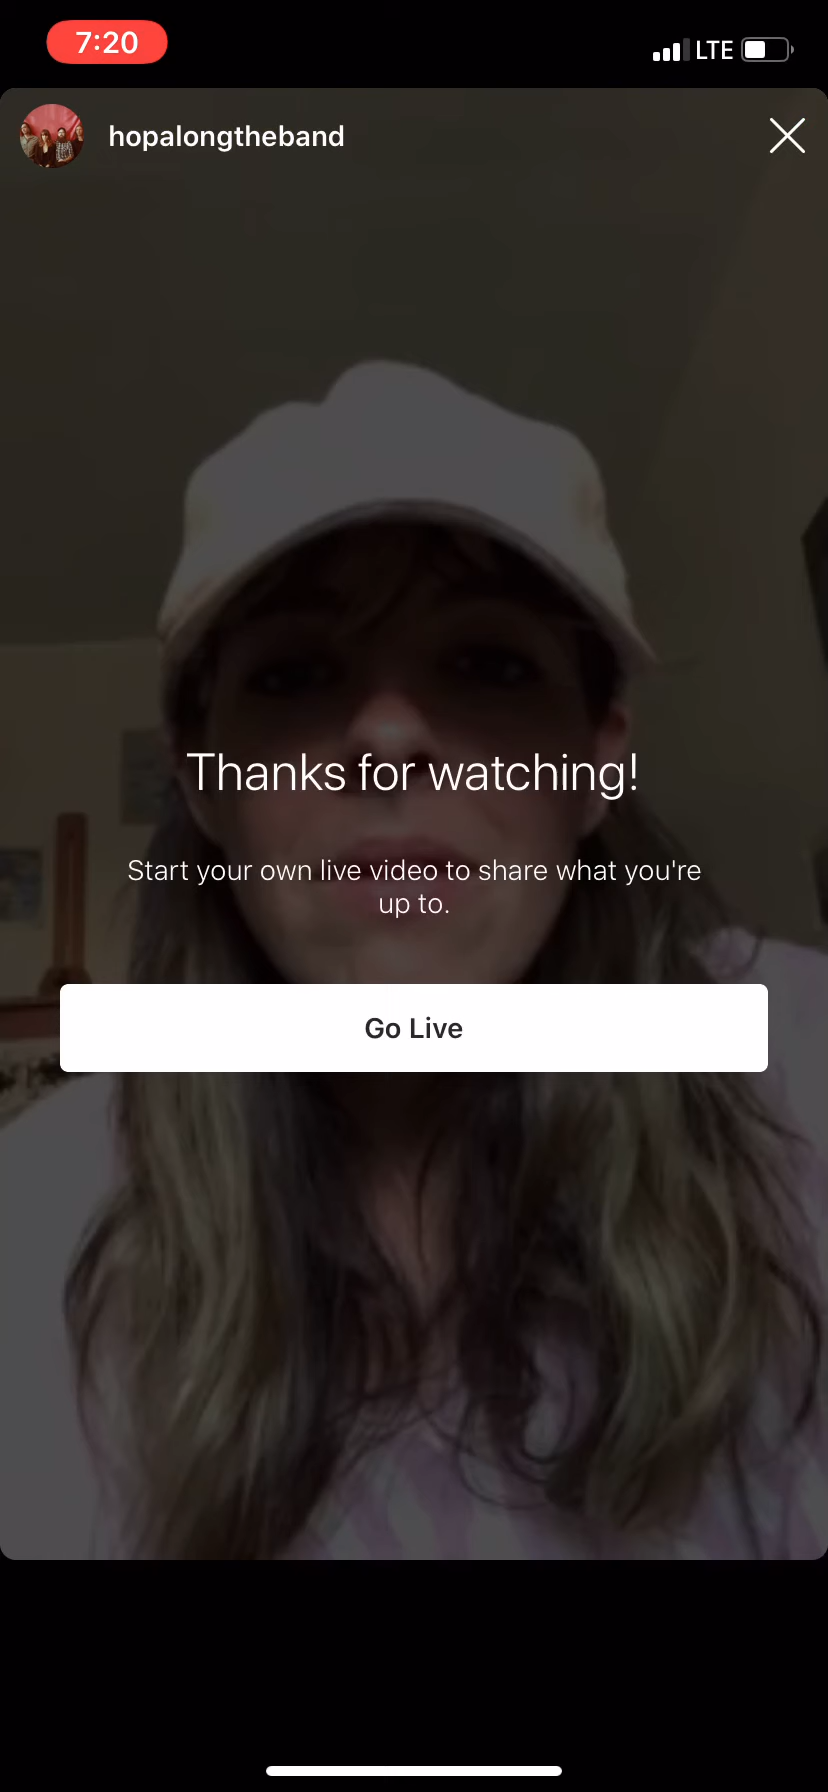 7:20
LTE
hopalongtheband
Thanks for watching!
Start your own live video to share what you're
up to.
Go Live